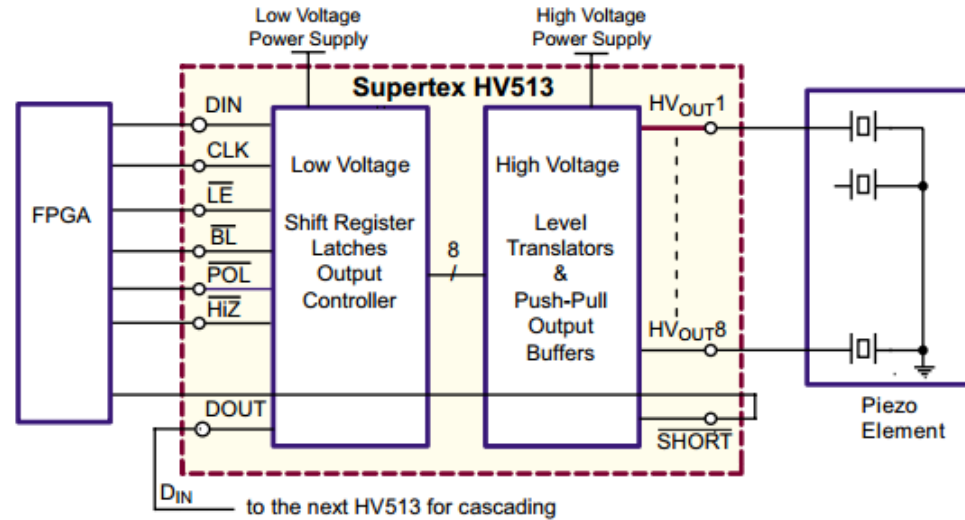 Low Voltage
Power Supply
High Voltage
Power Supply
Supertex HV513
FPGA
DIN
CLK
LE
BL
POL
HiZ
DOUT
Low Voltage
Shift Register
Latches
Output
Controller
8
High Voltage
Level
Translators
&
Push-Pull
Output
Buffers
HVOUT1
HVOUT8
SHORT
Piezo
Element
DIN
to the next HV513 for cascading